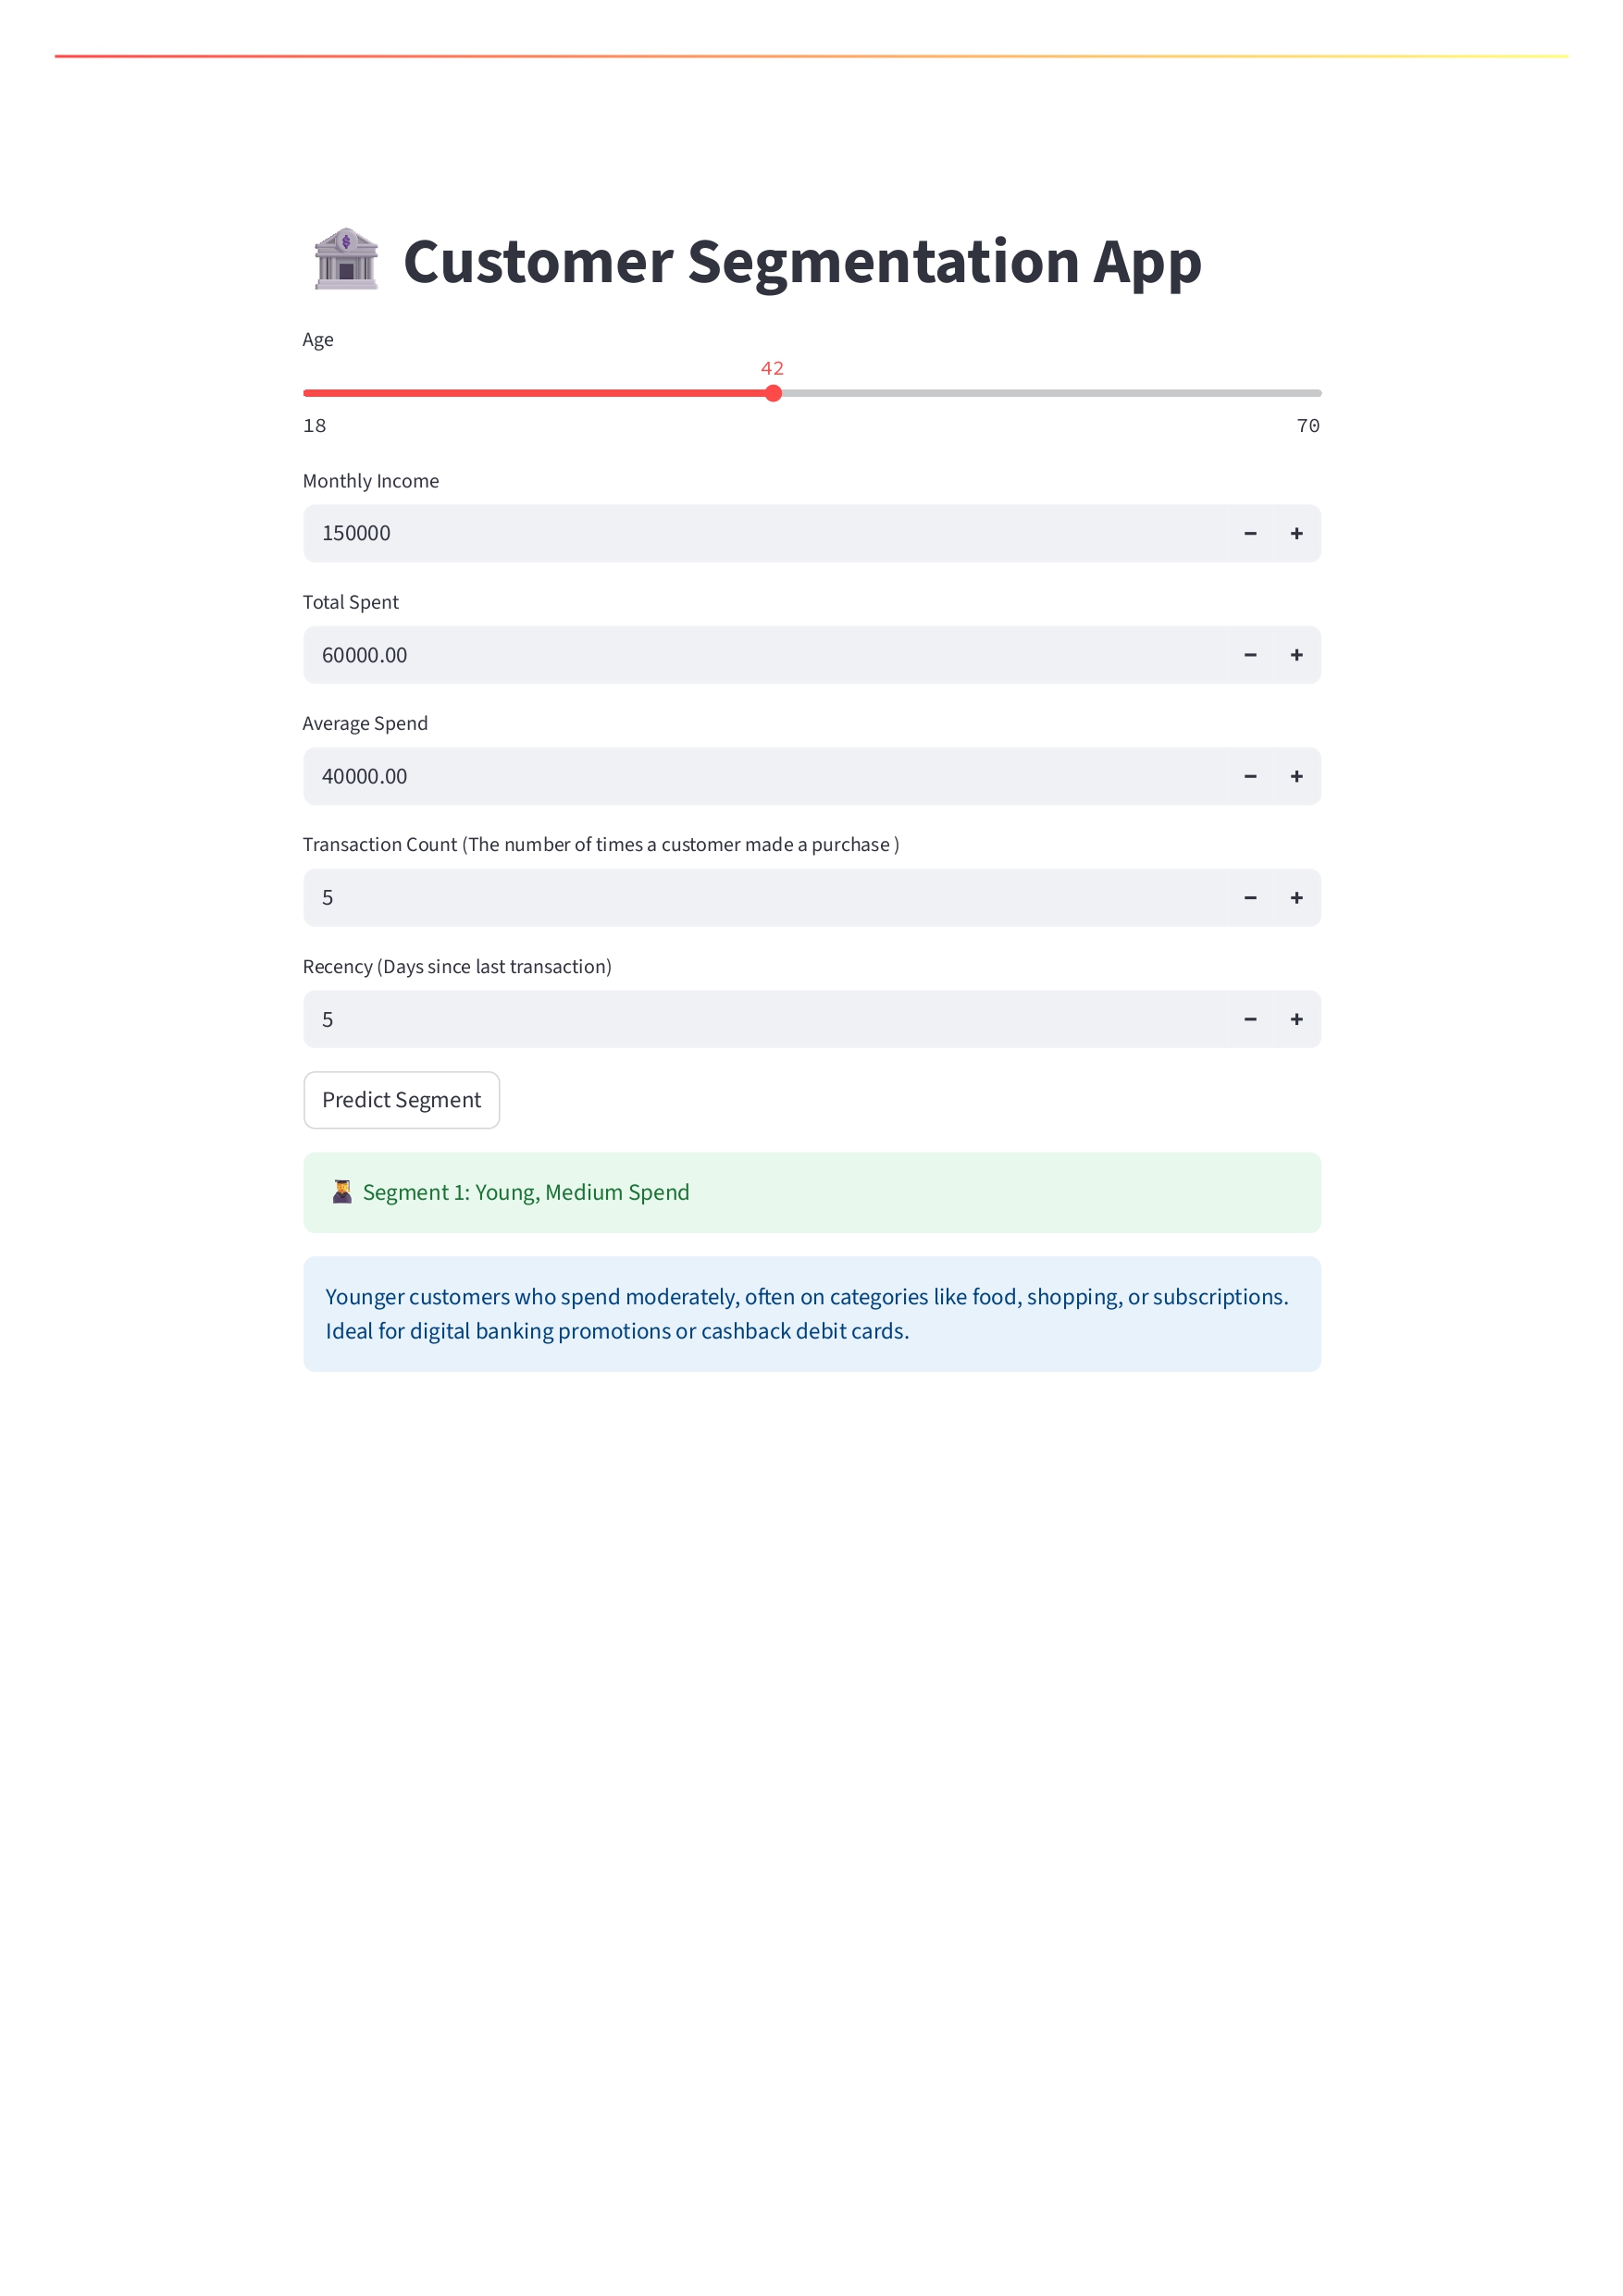 Customer Segmentation App
Age
42
18 70
Monthly Income
150000 − +
Total Spent
60000.00 − +
Average Spend
40000.00 − +
Transaction Count (The number of times a customer made a purchase )
5 − +
Recency (Days since last transaction)
5 − +
Predict Segment
Segment 1: Young, Medium Spend
Younger customers who spend moderately, often on categories like food, shopping, or subscriptions.
Ideal for digital banking promotions or cashback debit cards.